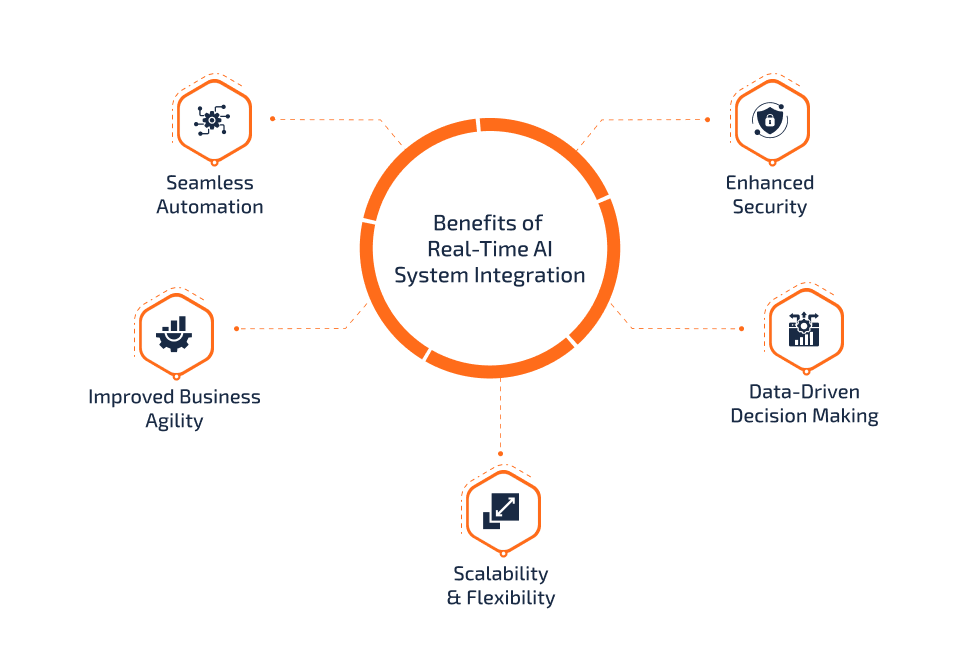 Seamless
Automation
Enhanced
Security
Benefits of
Real-Time AI
System Integration
Improved Business
Agility
Data-Driven
Decision Making
Scalability
& Flexibility